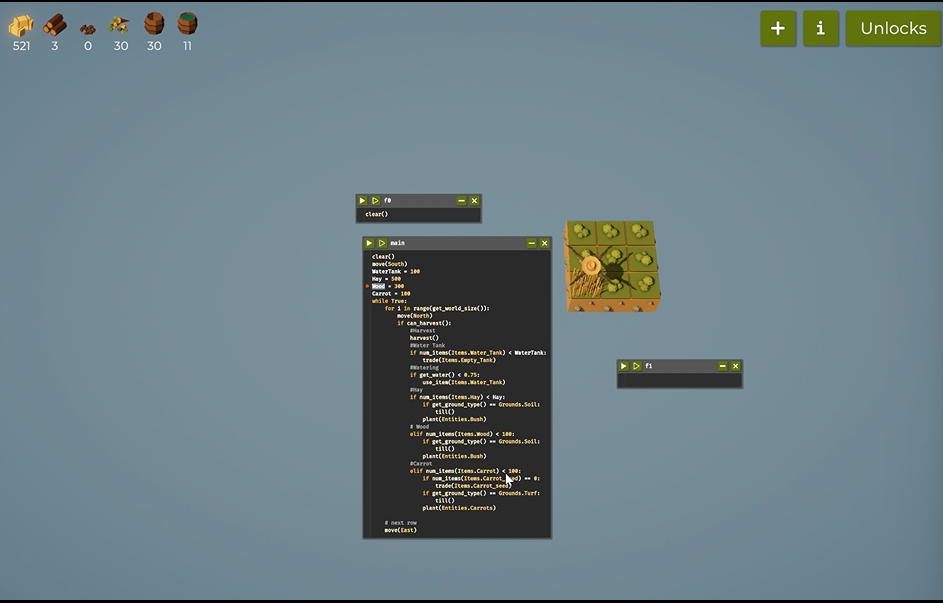 521 3 0 30 30 11
+ i Unlocks
f0
clear()
main
clear()
move(South)
WaterTank = 100
Hay = 500
Wood = 300
Carrot = 100
while True:
for i in range(get_world_size()):
move(North)
if can_harvest():
#Harvest
harvest()
#Water Tank
if num_items(Items.Water_Tank) < WaterTank:
trade(Items.Empty_Tank)
#Watering
if get_water() < 0.75:
use_item(Items.Water_Tank)
#Hay
if num_items(Items.Hay) < Hay:
if get_ground_type() == Grounds.Soil:
till()
plant(Entities.Bush)
# Wood
elif num_items(Items.Wood) < 100:
if get_ground_type() == Grounds.Soil:
till()
plant(Entities.Bush)
#Carrot
elif num_items(Items.Carrot) < 100:
if num_items(Items.Carrot_Seed) == 0:
trade(Items.Carrot_seed)
if get_ground_type() == Grounds.Turf:
till()
plant(Entities.Carrots)
# next row
move(East)
f1